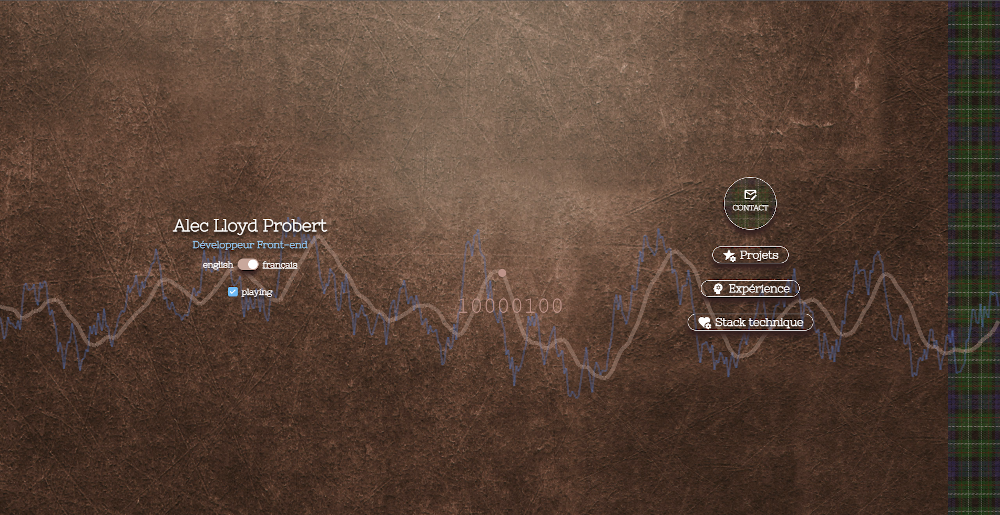 Alec Lloyd Probert
Développeur Front-end
english français
playing
10000100
CONTACT
Projets
Expérience
Stack technique